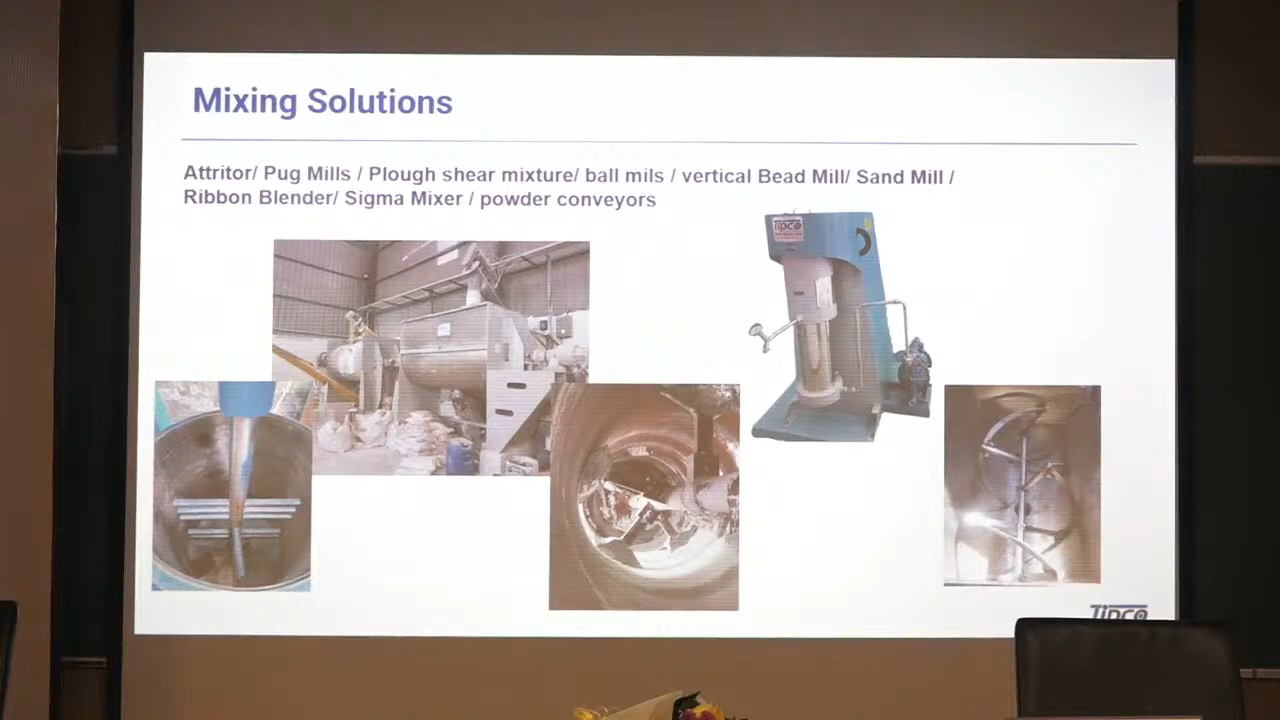 Mixing Solutions
Attritor/ Pug Mills / Plough shear mixture/ ball mils / vertical Bead Mill/ Sand Mill /
Ribbon Blender/ Sigma Mixer / powder conveyors
Tipco
Tipco